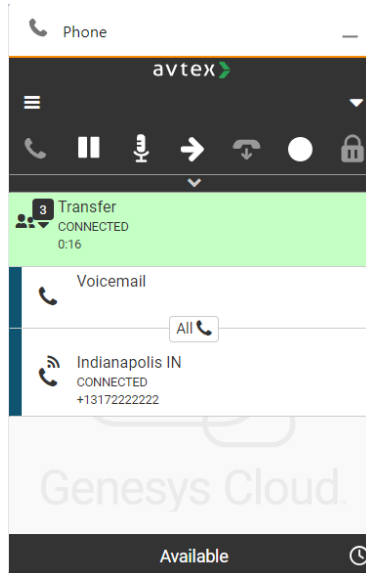 Phone
avtex
3
Transfer
CONNECTED
0:16
Voicemail
All
Indianapolis IN
CONNECTED
+13172222222
Genesys Cloud.
Available